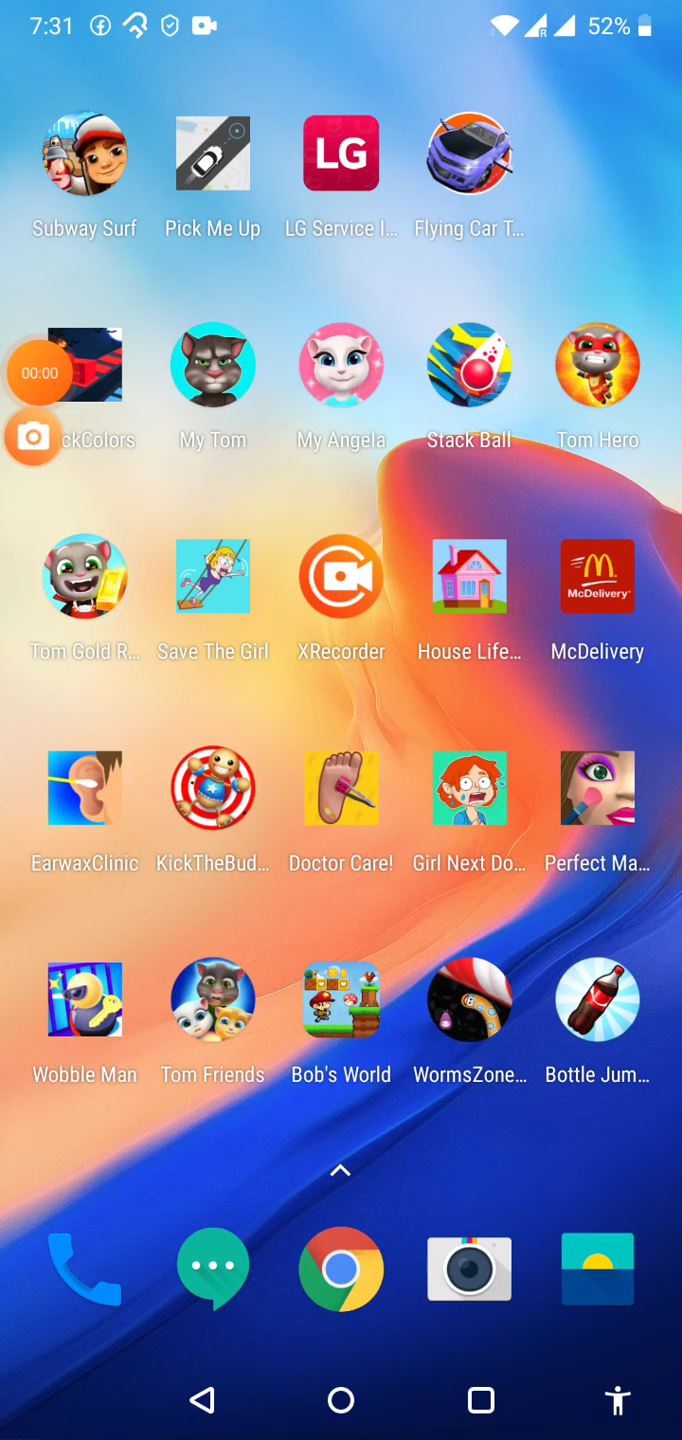 7:31
52%
R
LG
Subway Surf
Pick Me Up
LG Service I...
Flying Car T...
00:00
ckColors
My Tom
My Angela
Stack Ball
Tom Hero
McDelivery
Tom Gold R...
Save The Girl
XRecorder
House Life...
McDelivery
EarwaxClinic
KickTheBud...
Doctor Care!
Girl Next Do...
Perfect Ma...
Wobble Man
Tom Friends
Bob's World
WormsZone...
Bottle Jum...